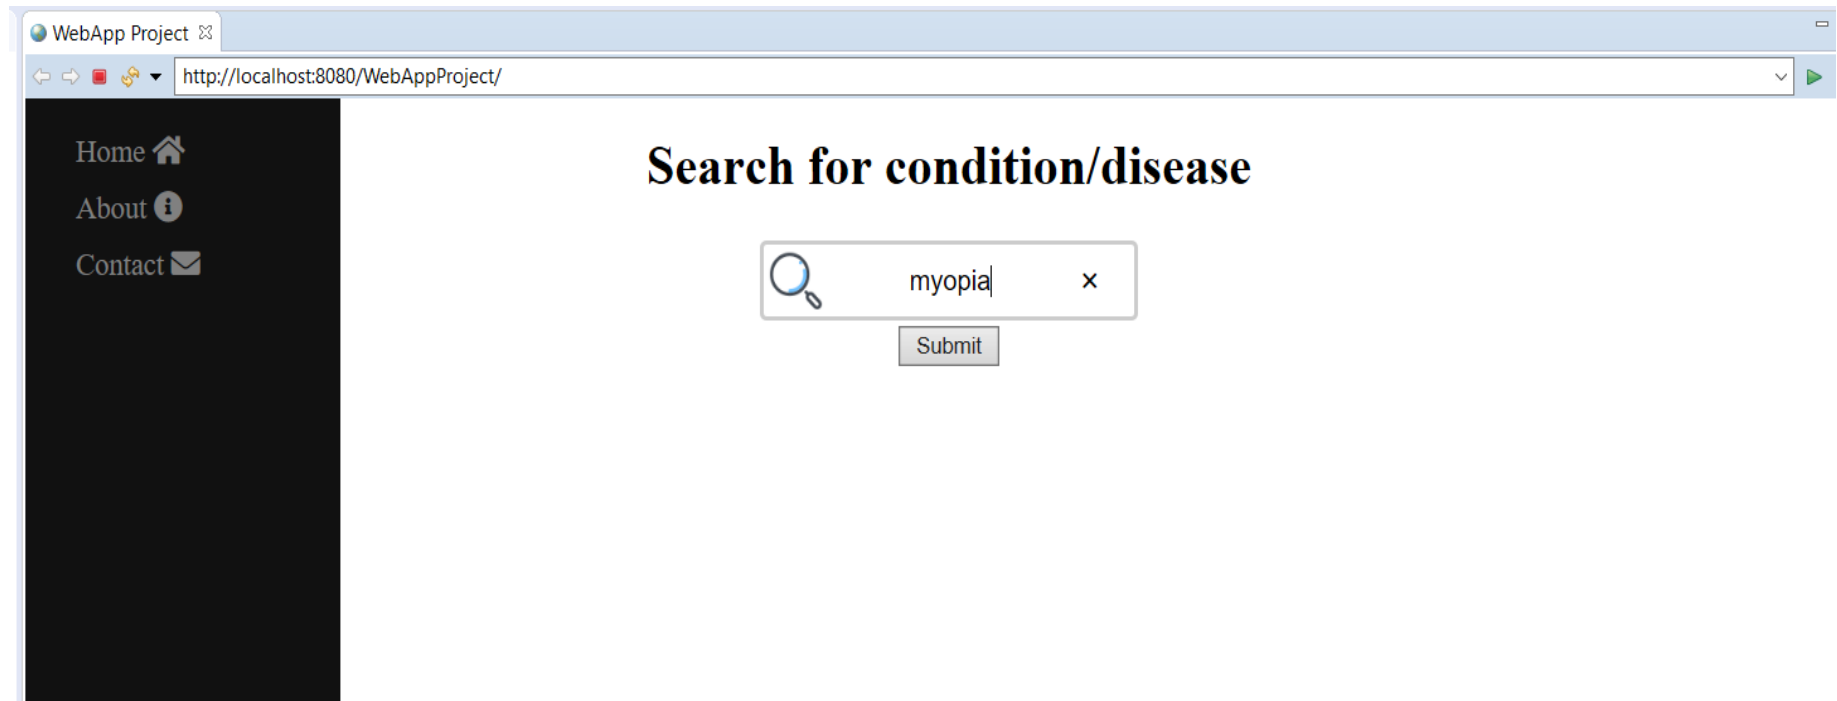 WebApp Project
http://localhost:8080/WebAppProject/
Home
About
Contact
Search for condition/disease
myopia
Submit